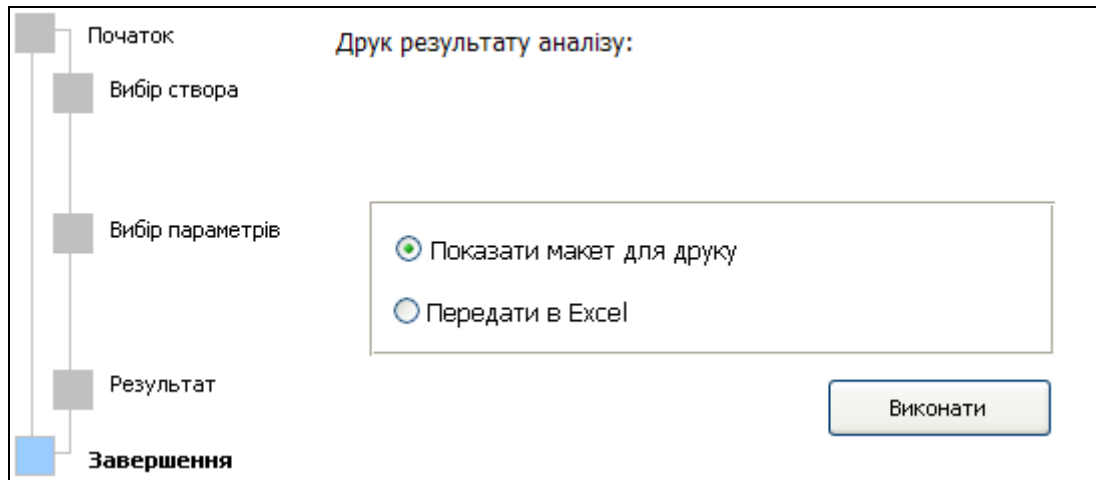 Початок
Друк результату аналізу:
Вибір створа
Вибір параметрів
Показати макет для друку
Передати в Excel
Результат
Виконати
Завершення